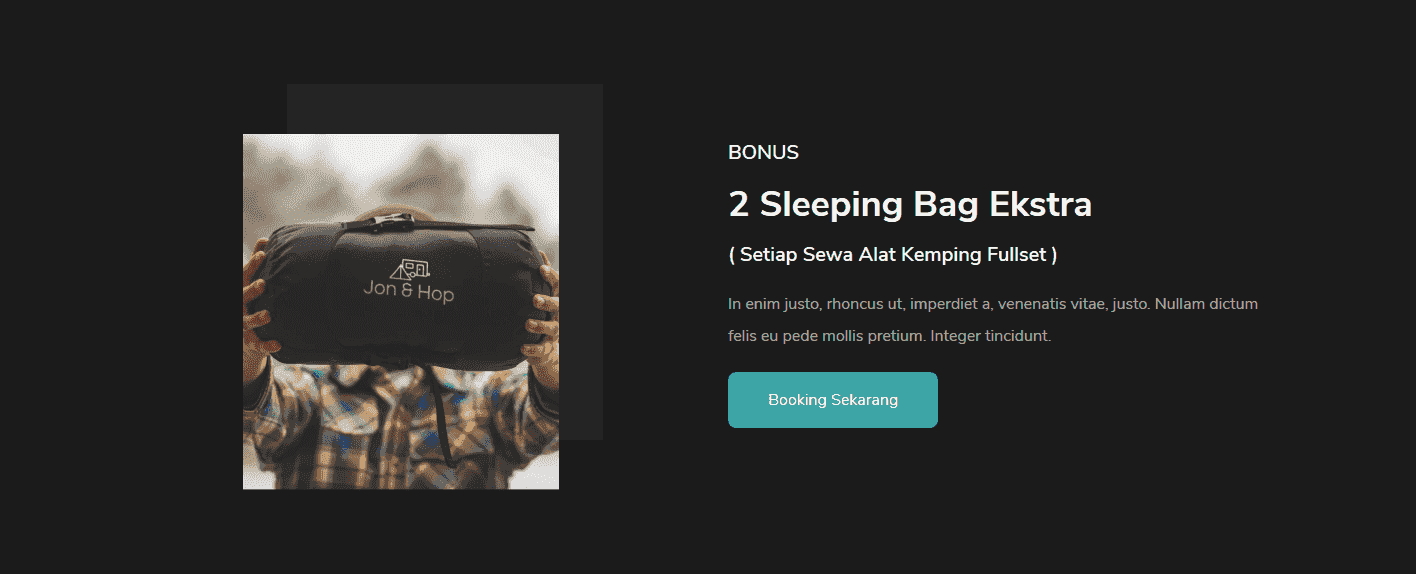 BONUS
2 Sleeping Bag Ekstra
( Setiap Sewa Alat Kemping Fullset )
In enim justo, rhoncus ut, imperdiet a, venenatis vitae, justo. Nullam dictum
felis eu pede mollis pretium. Integer tincidunt.
Booking Sekarang
Jon & Hop